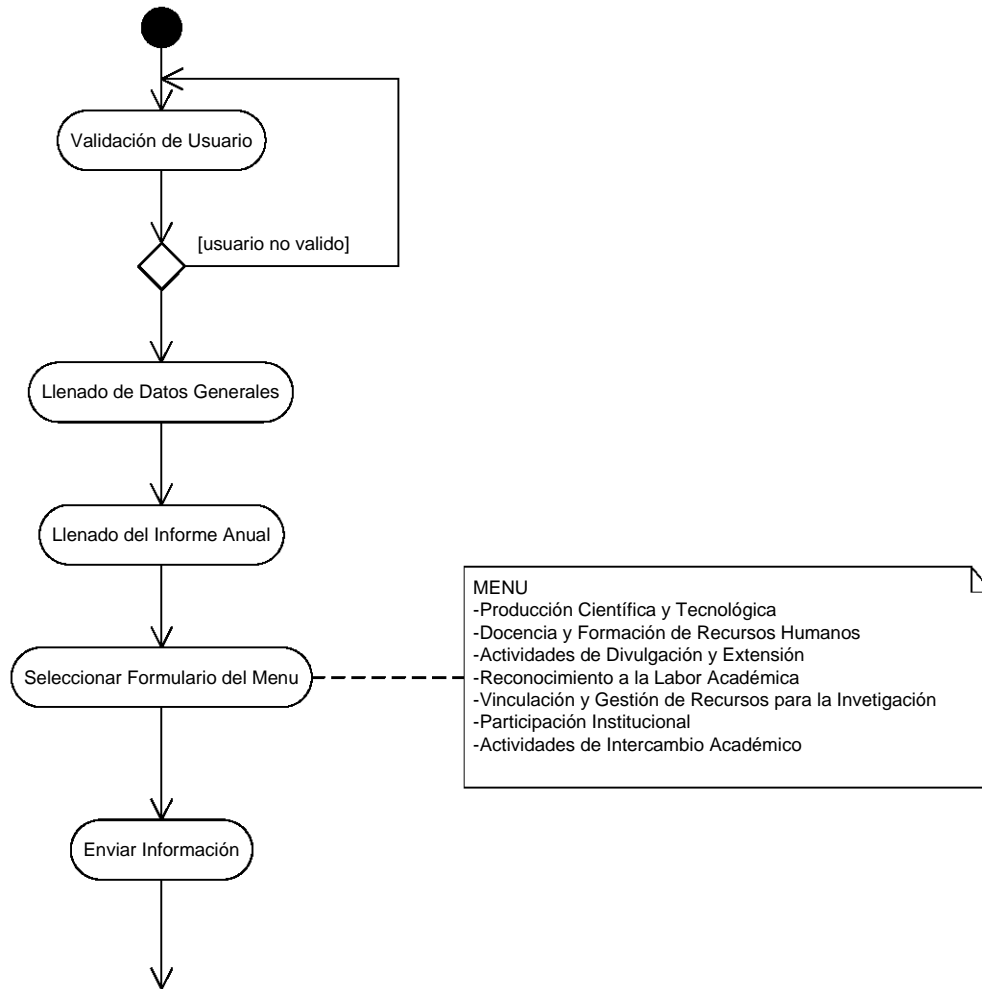 Validación de Usuario
[usuario no valido]
Llenado de Datos Generales
Llenado del Informe Anual
Seleccionar Formulario del Menu
MENU
-Producción Científica y Tecnológica
-Docencia y Formación de Recursos Humanos
-Actividades de Divulgación y Extensión
-Reconocimiento a la Labor Académica
-Vinculación y Gestión de Recursos para la Invetigación
-Participación Institucional
-Actividades de Intercambio Académico
Enviar Información